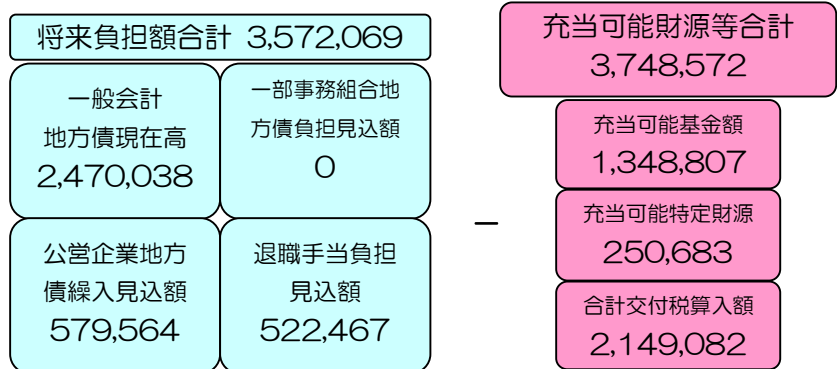 将来負担額合計 3,572,069
一般会計
地方債現在高
2,470,038
一部事務組合地
方債負担見込額
0
公営企業地方
債繰入見込額
579,564
退職手当負担
見込額
522,467
－
充当可能財源等合計
3,748,572
充当可能基金額
1,348,807
充当可能特定財源
250,683
合計交付税算入額
2,149,082